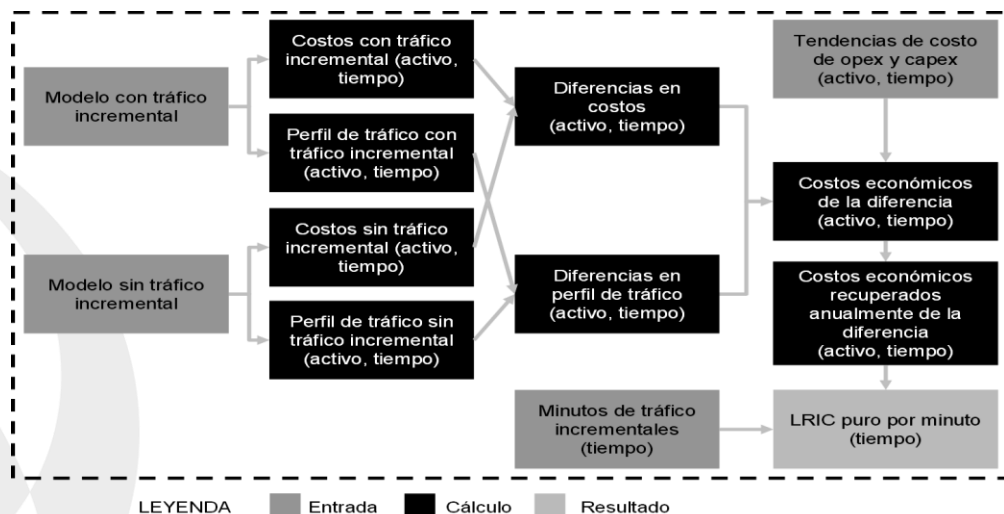 Modelo con tráfico
incremental
Modelo sin tráfico
incremental
Costos con tráfico
incremental (activo,
tiempo)
Perfil de tráfico con
tráfico incremental
(activo, tiempo)
Costos sin tráfico
incremental (activo,
tiempo)
Perfil de tráfico sin
tráfico incremental
(activo, tiempo)
Diferencias en
costos
(activo, tiempo)
Diferencias en
perfil de tráfico
(activo, tiempo)
Minutos de tráfico
incrementales
(tiempo)
Tendencias de costo
de opex y capex
(activo, tiempo)
Costos económicos
de la diferencia
(activo, tiempo)
Costos económicos
recuperados
anualmente de la
diferencia
(activo, tiempo)
LRIC puro por minuto
(tiempo)
LEYENDA Entrada Cálculo Resultado